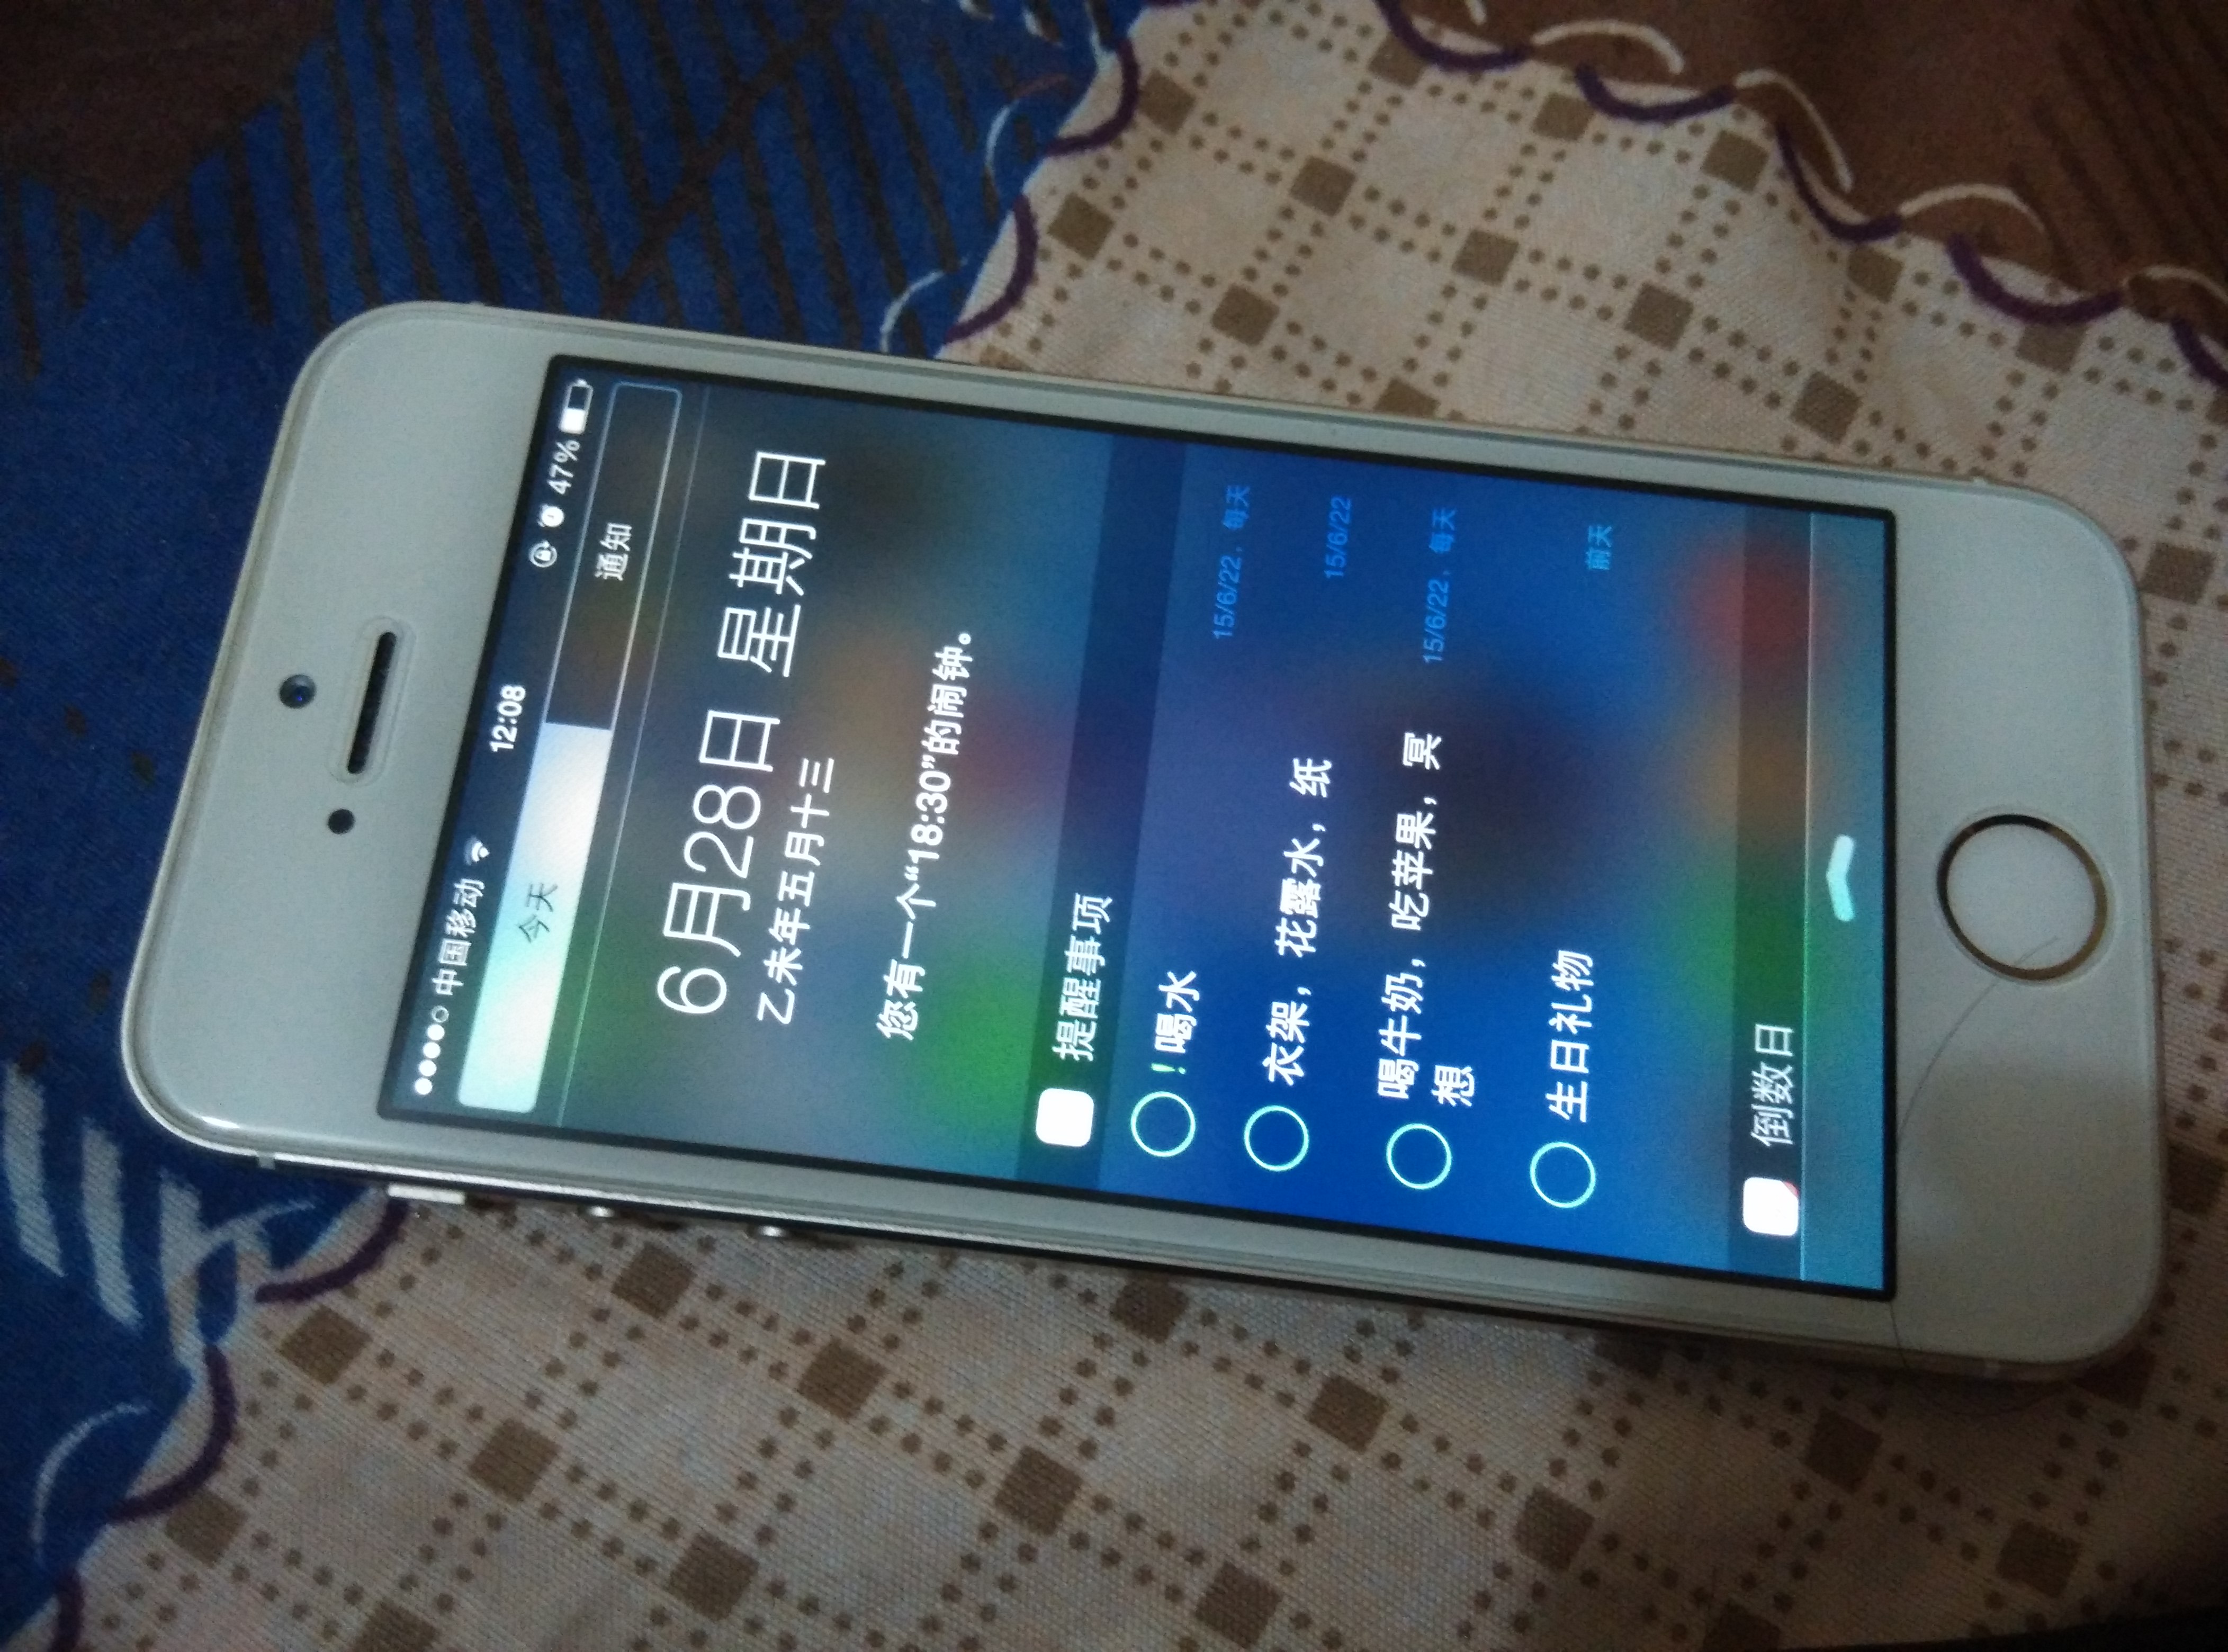 中国移动 12:08 47%
今天 通知
6月28日 星期日
乙未年五月十三
您有一个“18:30”的闹钟。
提醒事项
! 喝水
15/6/22，每天
衣架，花露水，纸
15/6/22
喝牛奶，吃苹果，冥
想
15/6/22，每天
生日礼物
前天
倒数日